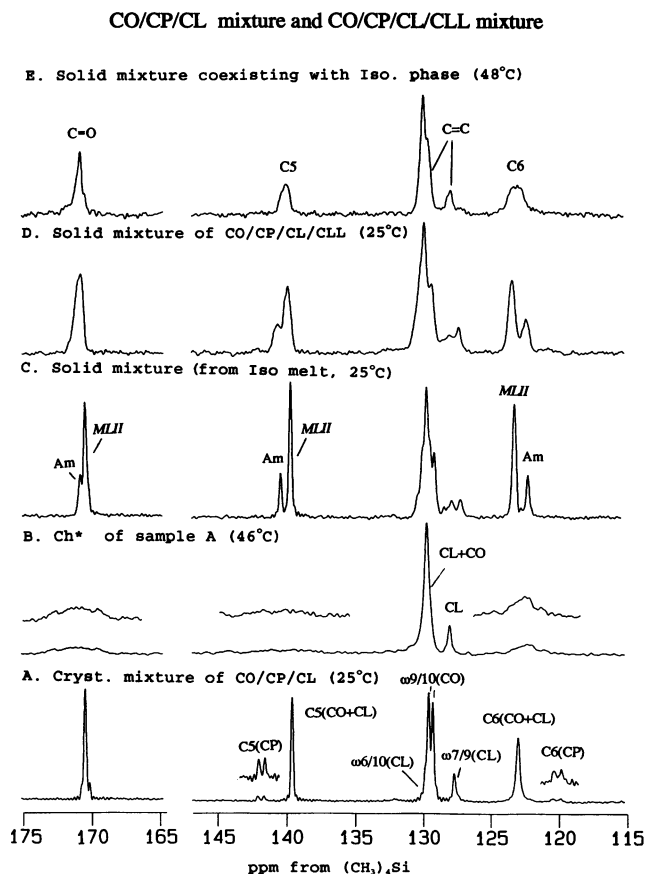 CO/CP/CL mixture and CO/CP/CL/CLL mixture
E. Solid mixture coexisting with Iso. phase (48°C)
C=O
C5
C=C
C6
D. Solid mixture of CO/CP/CL/CLL (25°C)
C. Solid mixture (from Iso melt, 25°C)
Am
MLII
Am
MLII
MLII
Am
B. Ch* of sample A (46°C)
CL+CO
CL
A. Cryst. mixture of CO/CP/CL (25°C)
ω9/10(CO)
C5(CP)
C5(CO+CL)
ω6/10(CL)
ω7/9(CL)
C6(CO+CL)
C6(CP)
175 170 165 140 135 130 125 120 115
ppm from (CH₃)₄Si